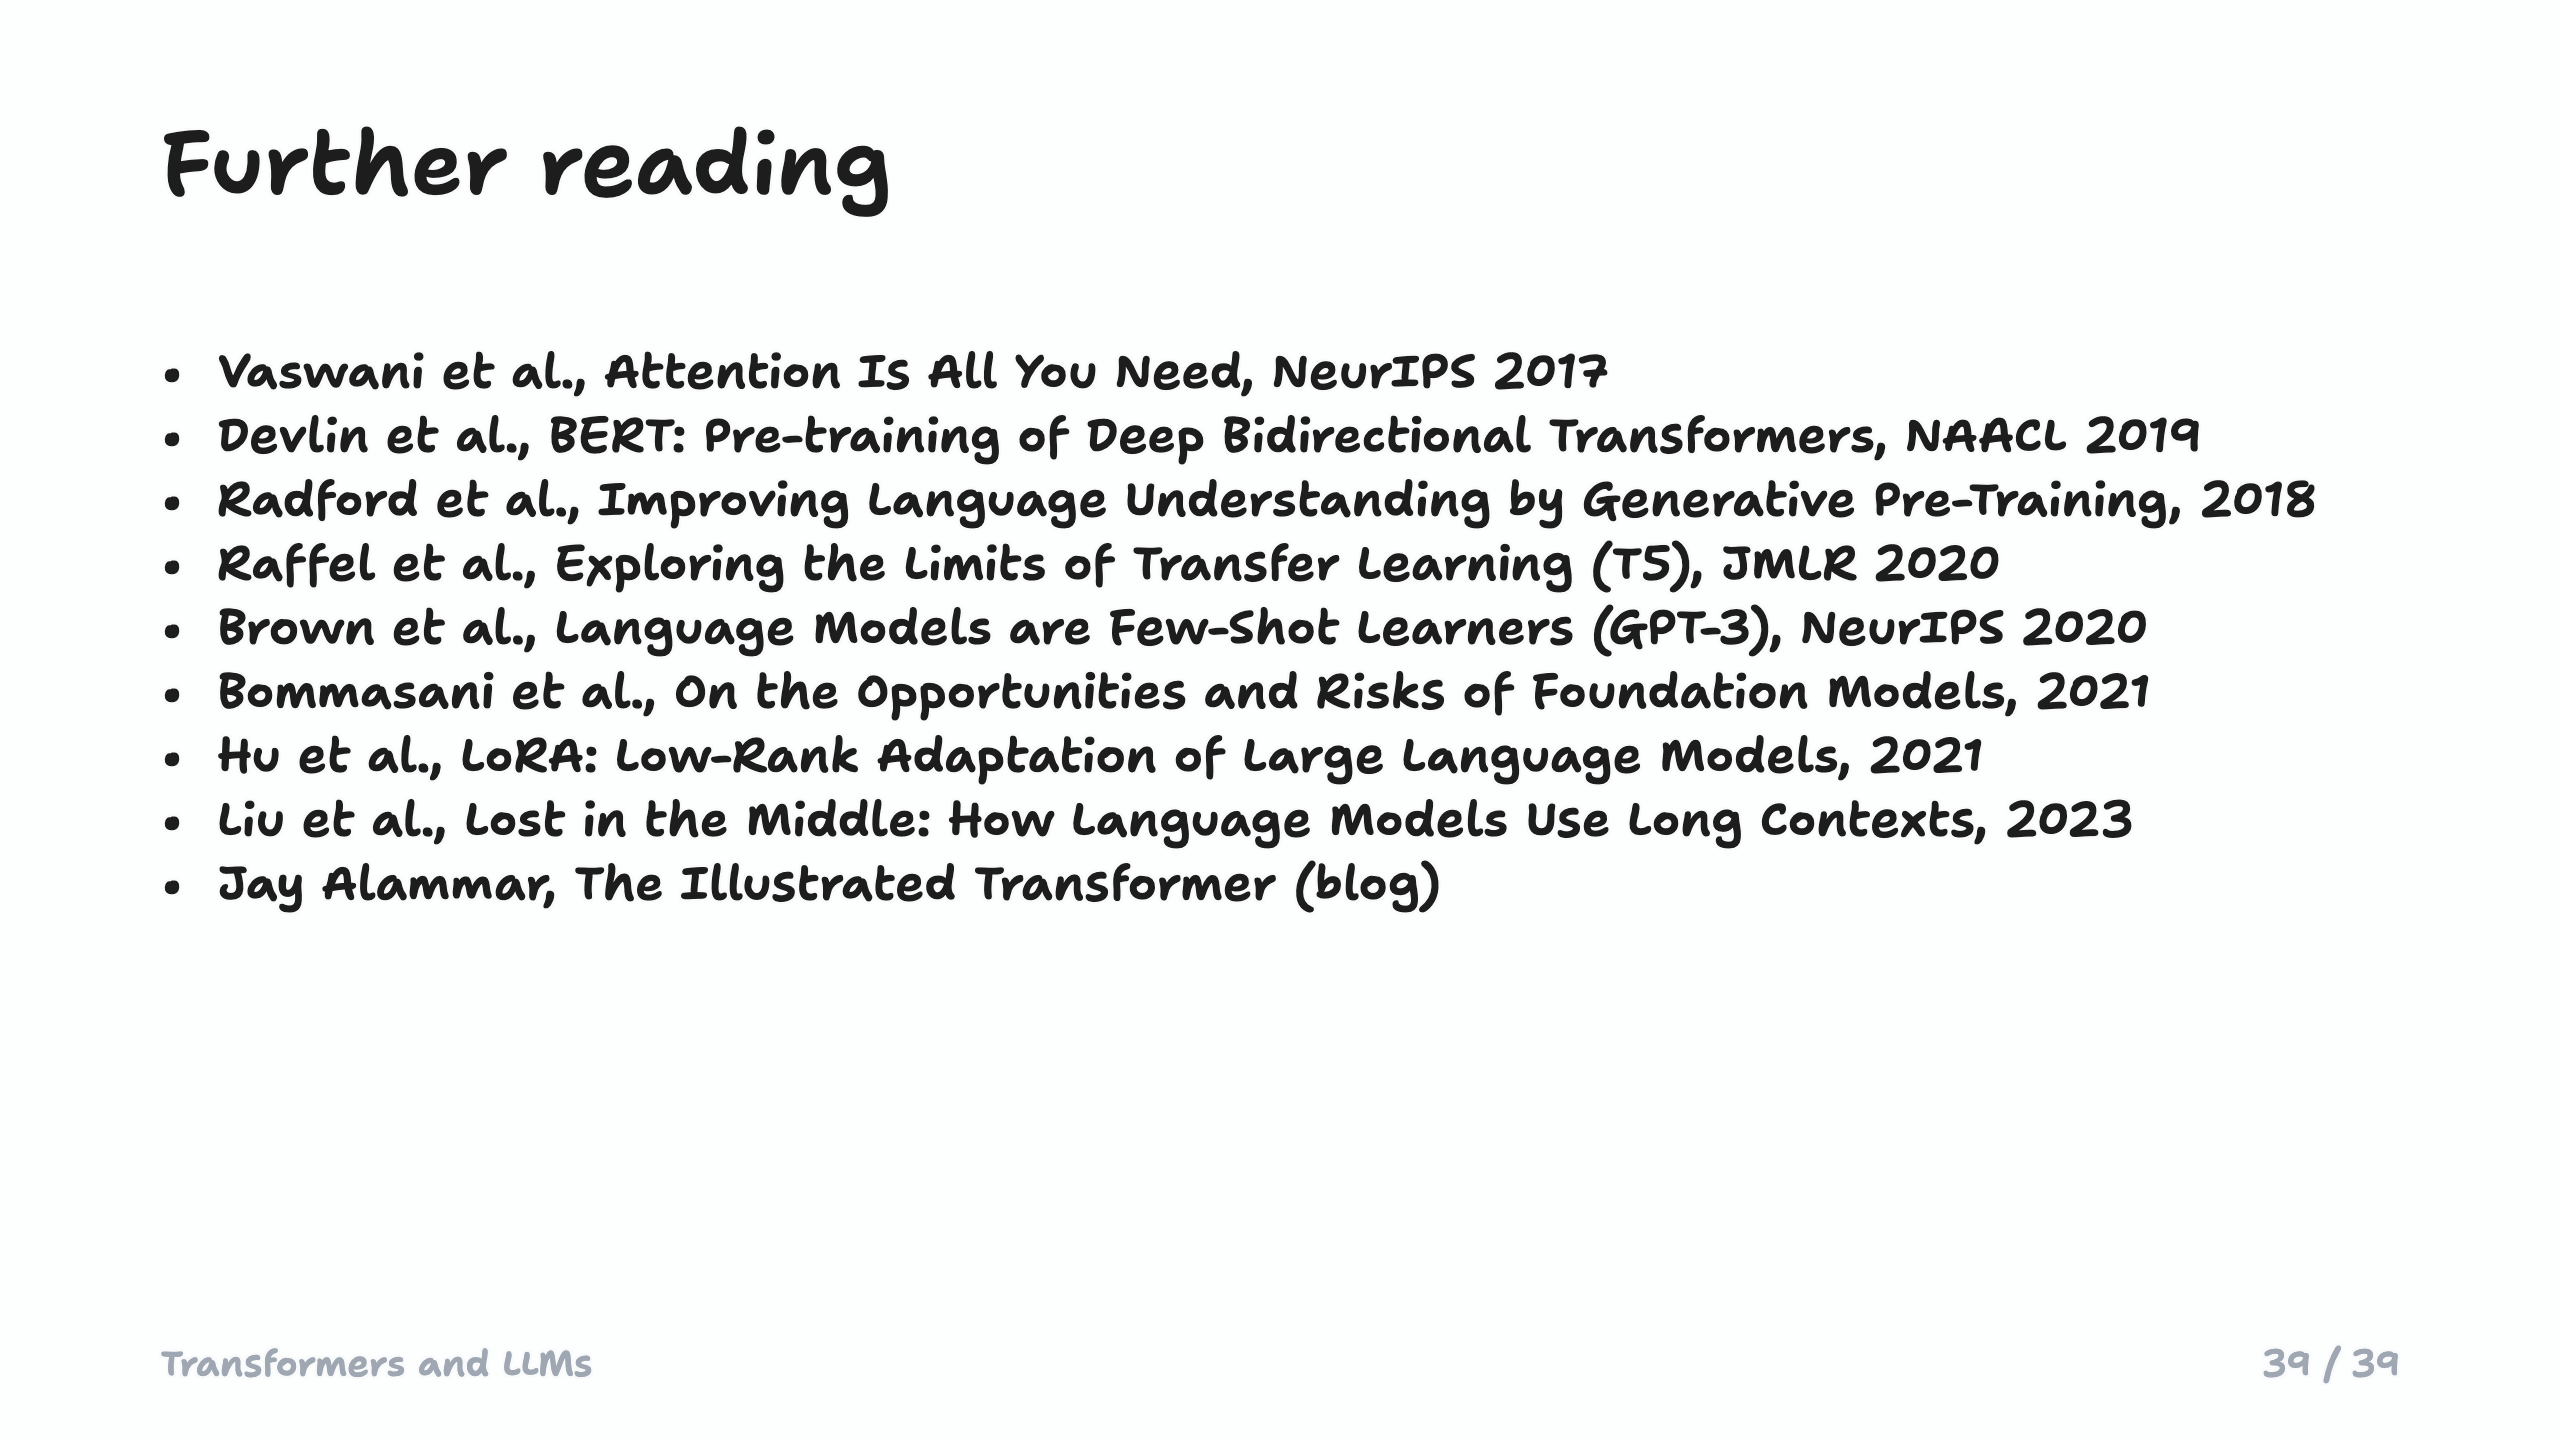 Further reading
• Vaswani et al., Attention Is All You Need, NeurIPS 2017
• Devlin et al., BERT: Pre-training of Deep Bidirectional Transformers, NAACL 2019
• Radford et al., Improving Language Understanding by Generative Pre-Training, 2018
• Raffel et al., Exploring the Limits of Transfer Learning (T5), JMLR 2020
• Brown et al., Language Models are Few-Shot Learners (GPT-3), NeurIPS 2020
• Bommasani et al., On the Opportunities and Risks of Foundation Models, 2021
• Hu et al., LoRA: Low-Rank Adaptation of Large Language Models, 2021
• Liu et al., Lost in the Middle: How Language Models Use Long Contexts, 2023
• Jay Alammar, The Illustrated Transformer (blog)
Transformers and LLMs
39 / 39